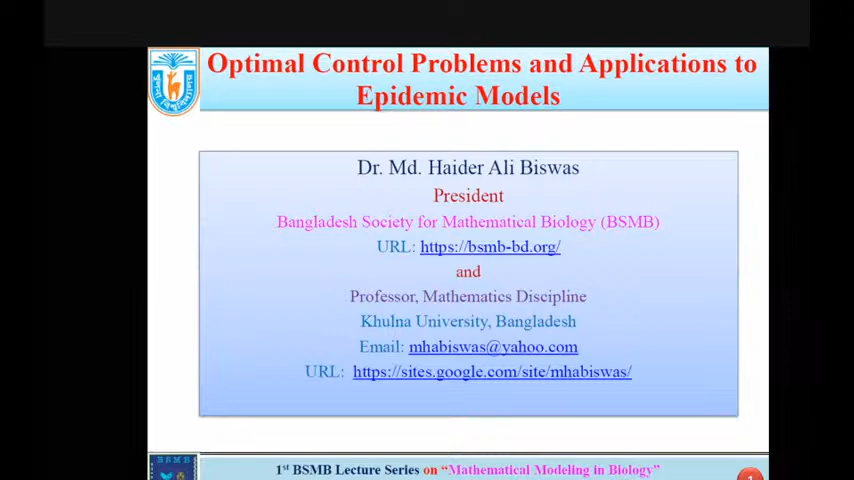 Optimal Control Problems and Applications to
Epidemic Models
Dr. Md. Haider Ali Biswas
President
Bangladesh Society for Mathematical Biology (BSMB)
URL: https://bsmb-bd.org/
and
Professor, Mathematics Discipline
Khulna University, Bangladesh
Email: mhabiswas@yahoo.com
URL: https://sites.google.com/site/mhabiswas/
BSMB
1st BSMB Lecture Series on “Mathematical Modeling in Biology”
1